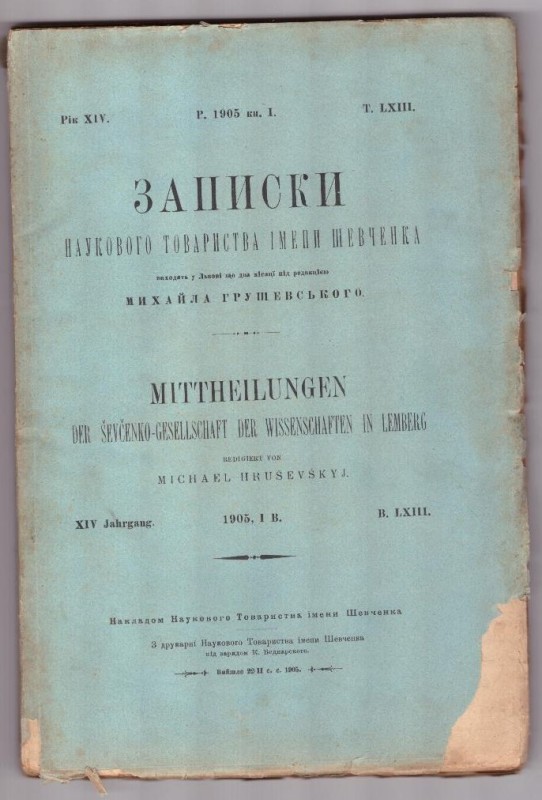 Рік XIV. Р. 1905 кн. I. Т. LXIII.
ЗАПИСКИ
НАУКОВОГО ТОВАРИСТВА ІМЕНИ ШЕВЧЕНКА
виходять у Львові що два місяці під редакцією
МИХАЙЛА ГРУШЕВСЬКОГО.
MITTHEILUNGEN
DER ŠEVČENKO-GESELLSCHAFT DER WISSENSCHAFTEN IN LEMBERG
REDIGIERT VON
MICHAEL HRUŠEVŠKYJ.
XIV Jahrgang. 1905, I B. B. LXIII.
Накладом Наукового Товариства імени Шевченка
З друкарні Наукового Товариства імени Шевченка
під зарядом К. Беднарского.
Вийшло 22·II с. с. 1905.